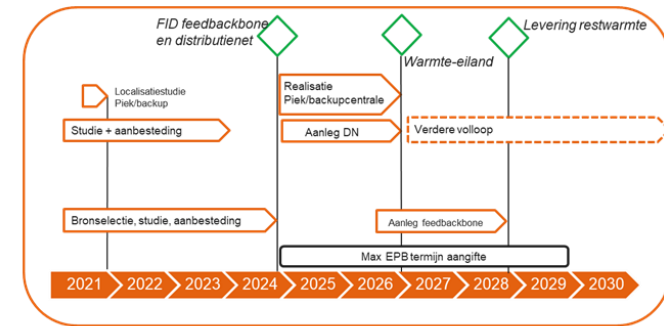 FID feedbackbone
en distributienet
Levering restwarmte
Warmte-eiland
Localisatiestudie
Piek/backup
Realisatie
Piek/backupcentrale
Studie + aanbesteding
Aanleg DN
Verdere volloop
Bronselectie, studie, aanbesteding
Aanleg feedbackbone
Max EPB termijn aangifte
2021 2022 2023 2024 2025 2026 2027 2028 2029 2030